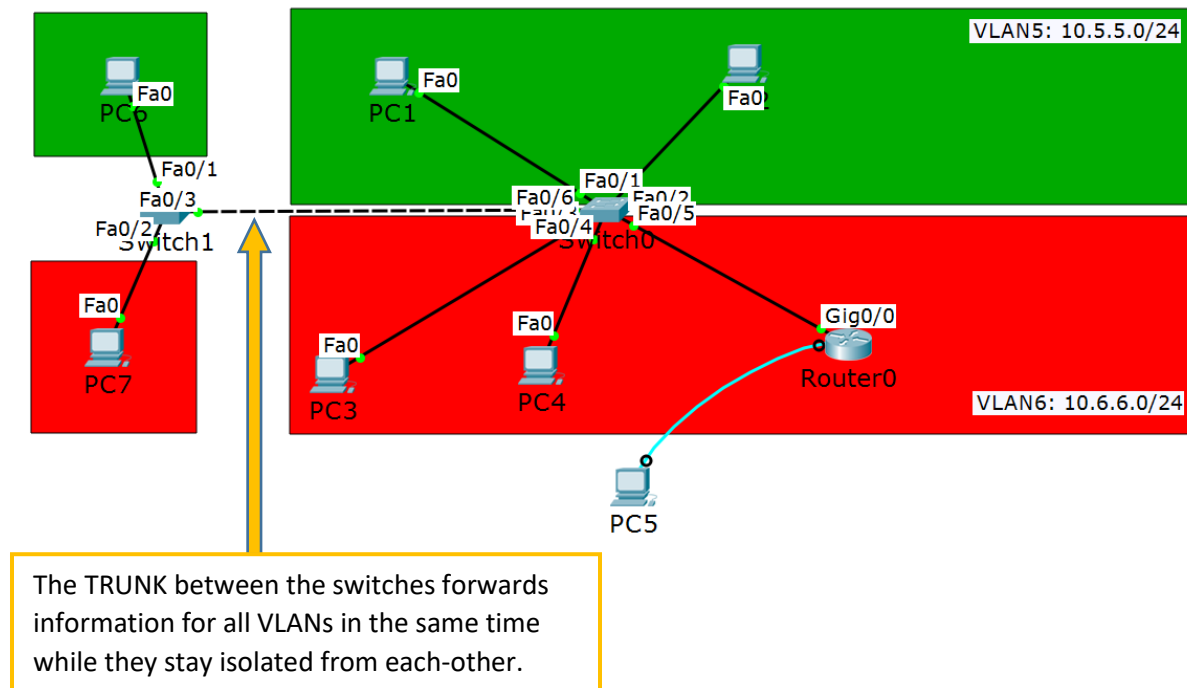 VLAN5: 10.5.5.0/24
Fa0
PC6
Fa0
PC1
Fa0
Fa0/1
Fa0/3
Fa0/2
Switch1
Fa0/1
Fa0/6
Fa0/2
Fa0/3
Fa0/5
Fa0/4
Switch0
Fa0
PC7
Fa0
PC3
Fa0
PC4
Gig0/0
Router0
VLAN6: 10.6.6.0/24
PC5
The TRUNK between the switches forwards
information for all VLANs in the same time
while they stay isolated from each-other.